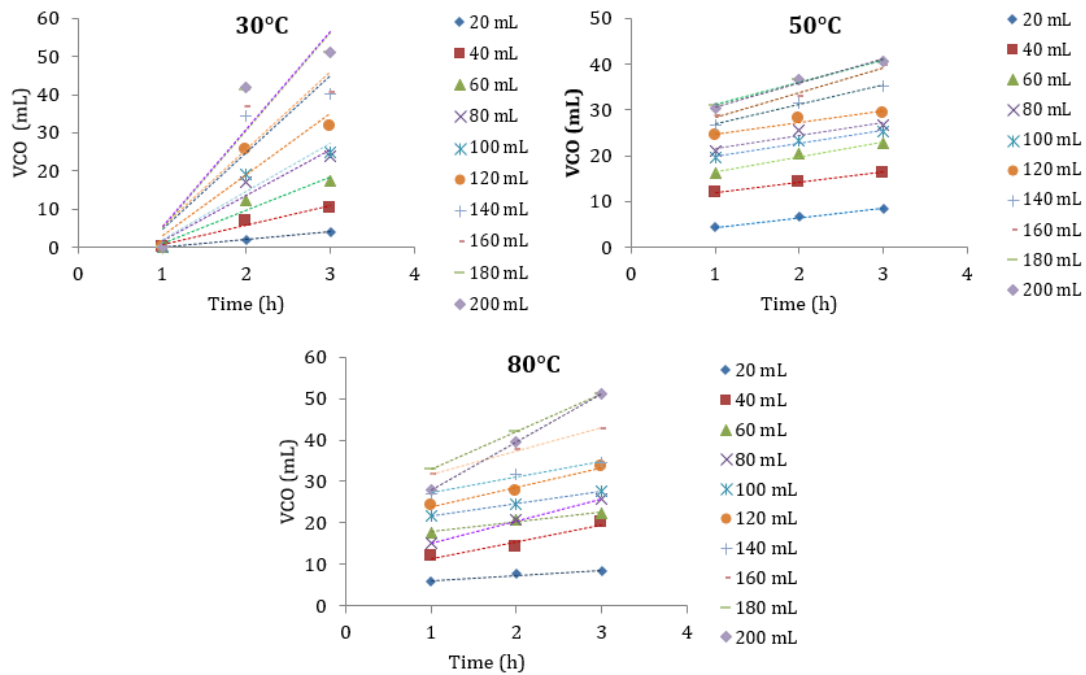 30°C
VCO (mL)
60
50
40
30
20
10
0
0 1 2 3 4
Time (h)
20 mL
40 mL
60 mL
80 mL
100 mL
120 mL
140 mL
160 mL
180 mL
200 mL
50°C
VCO (mL)
50
40
30
20
10
0
0 1 2 3 4
Time (h)
20 mL
40 mL
60 mL
80 mL
100 mL
120 mL
140 mL
160 mL
180 mL
200 mL
80°C
VCO (mL)
60
50
40
30
20
10
0
0 1 2 3 4
Time (h)
20 mL
40 mL
60 mL
80 mL
100 mL
120 mL
140 mL
160 mL
180 mL
200 mL